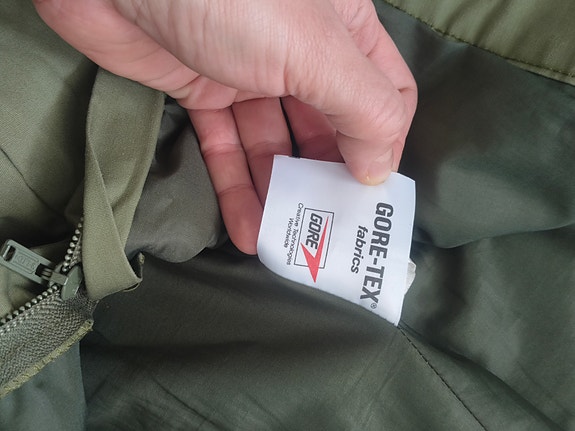 GORE-TEX®
fabrics
GORE
Creative Technologies
Worldwide